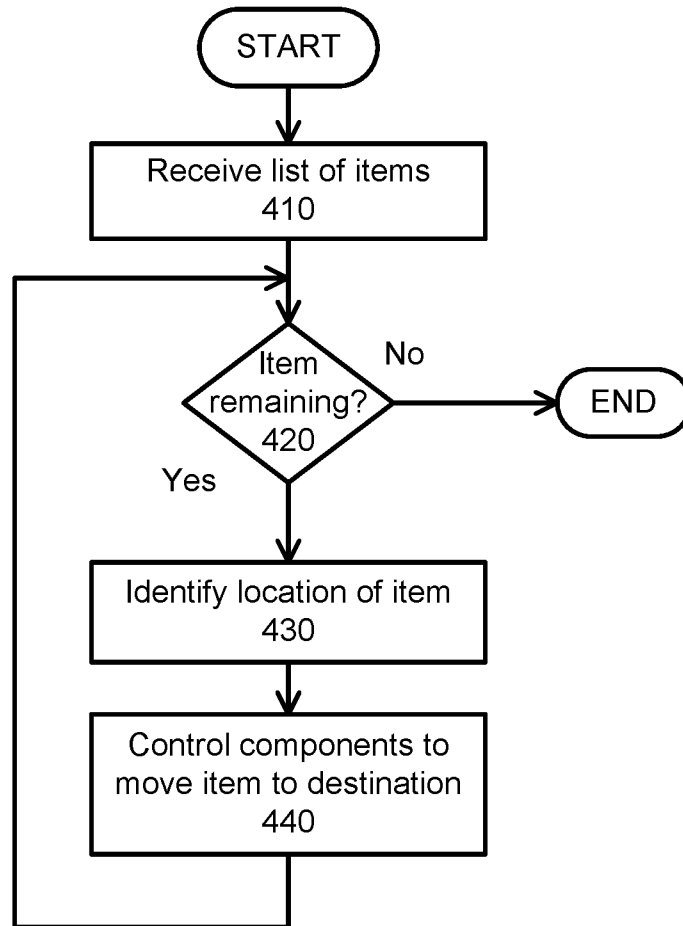 START
Receive list of items
410
Item
remaining?
420
No
END
Yes
Identify location of item
430
Control components to
move item to destination
440